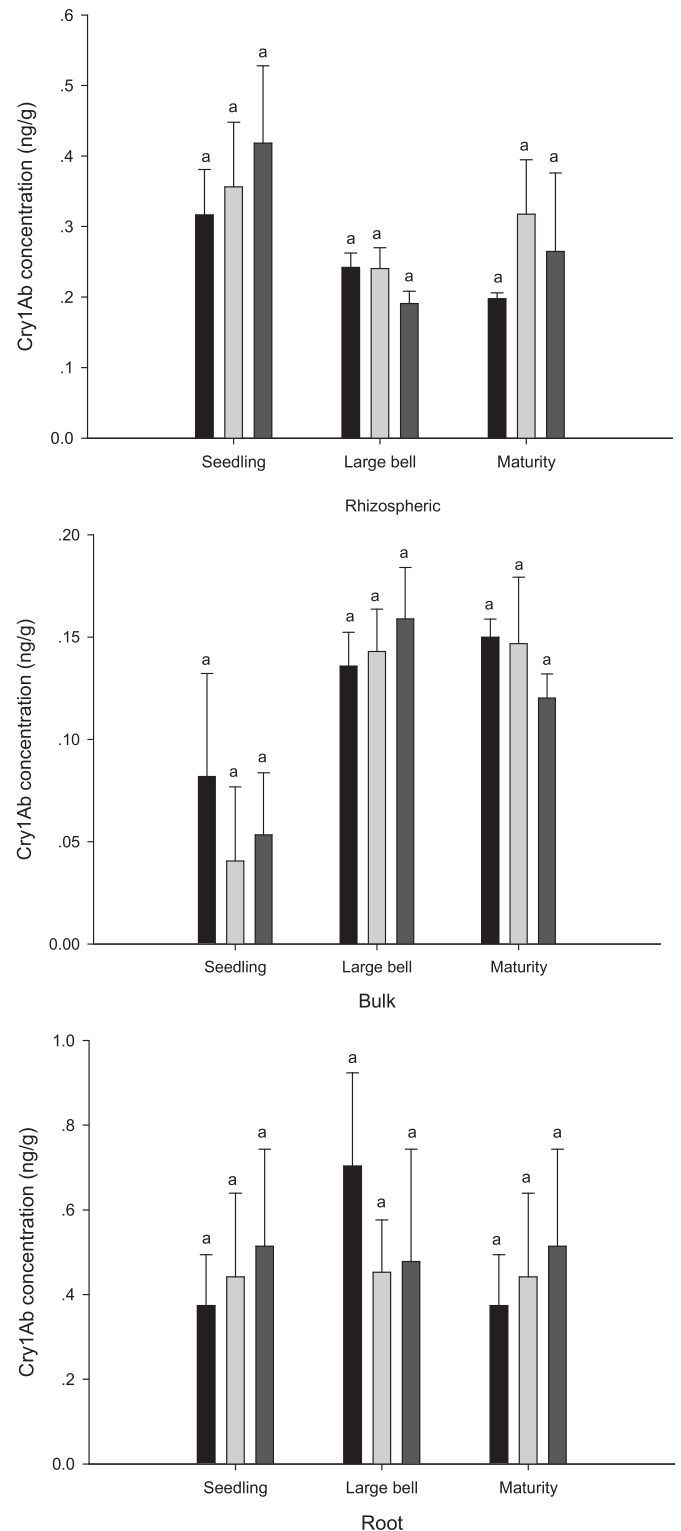 Cry1Ab concentration (ng/g)
.6
a
.5
a
a
.4
a
a
.3
a
a
a
a
.2
.1
0.0
Seedling Large bell Maturity
Rhizospheric
Cry1Ab concentration (ng/g)
.20
a
a
a
a
.15
a
a
a
.10
a
a
.05
0.00
Seedling Large bell Maturity
Bulk
Cry1Ab concentration (ng/g)
1.0
a
.8
a
a
a
a
a
a
.6
a
a
.4
.2
0.0
Seedling Large bell Maturity
Root